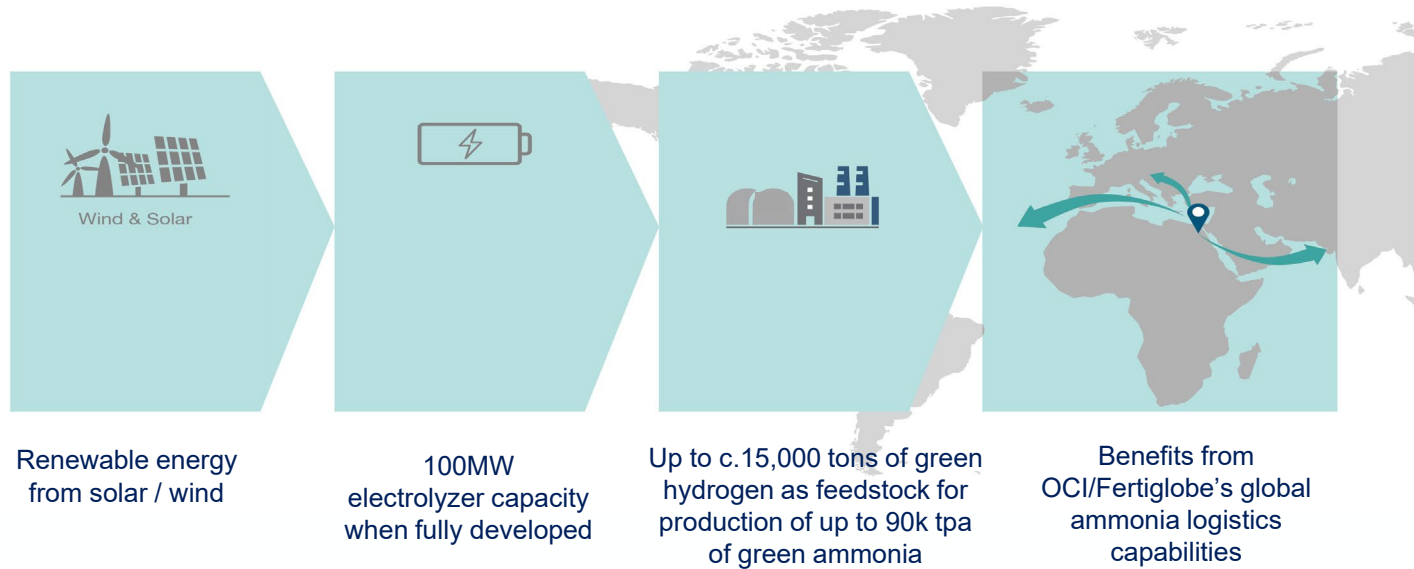 Wind & Solar
Renewable energy
from solar / wind
100MW
electrolyzer capacity
when fully developed
Up to c.15,000 tons of green
hydrogen as feedstock for
production of up to 90k tpa
of green ammonia
Benefits from
OCI/Fertiglobe’s global
ammonia logistics
capabilities